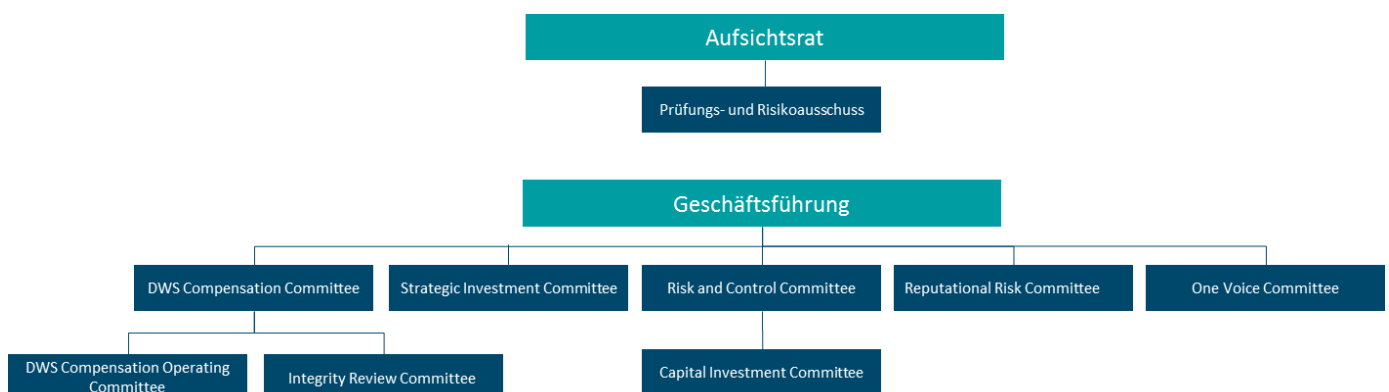 Aufsichtsrat
Prüfungs- und Risikoausschuss
Geschäftsführung
DWS Compensation Committee
Strategic Investment Committee
Risk and Control Committee
Reputational Risk Committee
One Voice Committee
DWS Compensation Operating
Committee
Integrity Review Committee
Capital Investment Committee